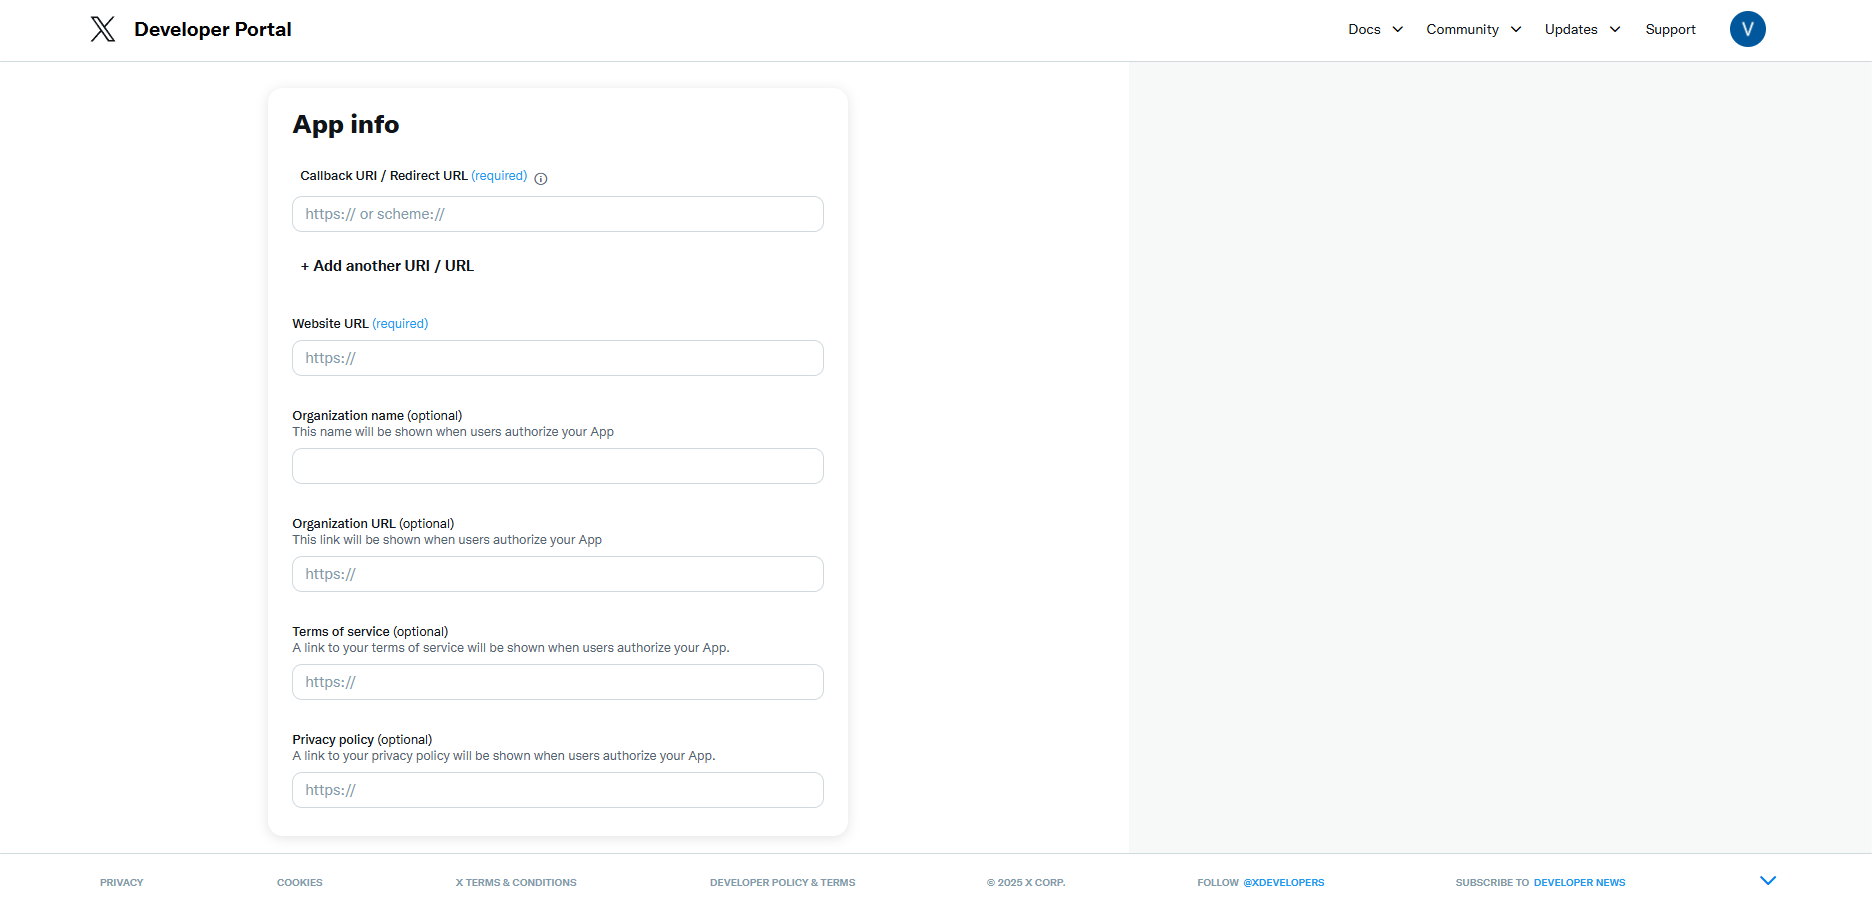 Developer Portal
Docs Community Updates Support V
App info
Callback URI / Redirect URL (required)
https:// or scheme://
+ Add another URI / URL
Website URL (required)
https://
Organization name (optional)
This name will be shown when users authorize your App
Organization URL (optional)
This link will be shown when users authorize your App
https://
Terms of service (optional)
A link to your terms of service will be shown when users authorize your App.
https://
Privacy policy (optional)
A link to your privacy policy will be shown when users authorize your App.
https://
PRIVACY COOKIES X TERMS & CONDITIONS DEVELOPER POLICY & TERMS © 2025 X CORP. FOLLOW @XDEVELOPERS SUBSCRIBE TO DEVELOPER NEWS